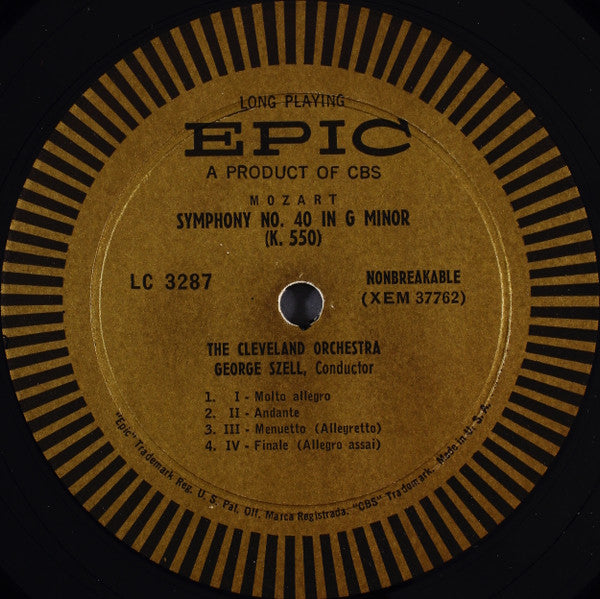 LONG PLAYING
EPIC
A PRODUCT OF CBS
MOZART
SYMPHONY NO. 40 IN G MINOR
(K. 550)
LC 3287
NONBREAKABLE
(XEM 37762)
THE CLEVELAND ORCHESTRA
GEORGE SZELL, Conductor
1. I - Molto allegro
2. II - Andante
3. III - Menuetto (Allegretto)
4. IV - Finale (Allegro assai)
"Epic" Trademark Reg. U. S. Pat. Off. Marca Registrada. "CBS" Trademark. Made in U. S. A.